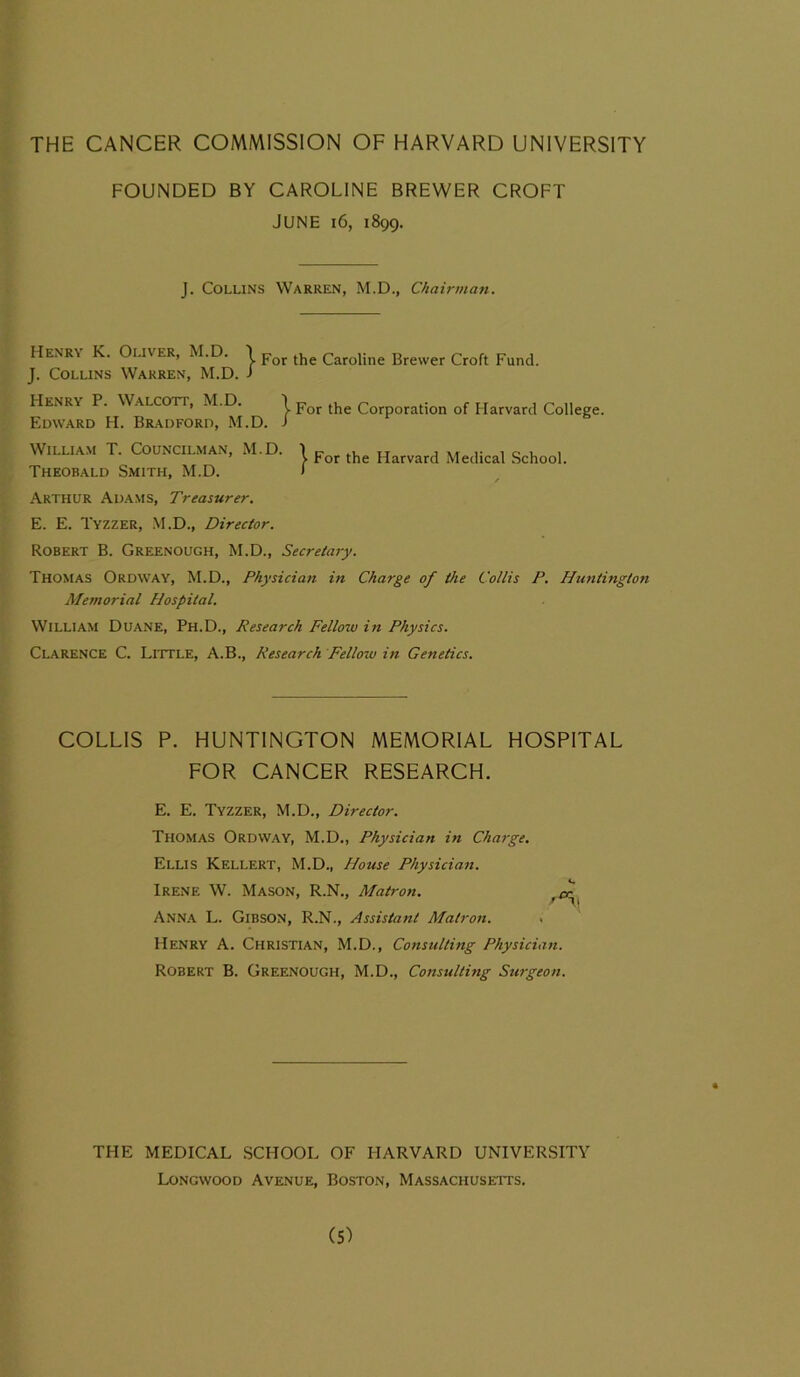 THE CANCER COMMISSION OF HARVARD UNIVERSITY
FOUNDED BY CAROLINE BREWER CROFT
JUNE 16, 1899.
J. COLLINS WARREN, M.D., Chairman.
HENRY K. OLIVER, M.D.
J. COLLINS WARREN, M.D. } For the Caroline Brewer Croft Fund.
HENRY P. WALCOTT, M.D.
EDWARD H. BRADFORD, M.D. } For the Corporation of Harvard College.
WILLIAM T. COUNCILMAN, M.D.
THEOBALD SMITH, M.D. } For the Harvard Medical School.
ARTHUR ADAMS, Treasurer.
E. E. TYZZER, M.D., Director.
ROBERT B. GREENOUGH, M.D., Secretary.
THOMAS ORDWAY, M.D., Physician in Charge of the Collis P. Huntington
Memorial Hospital.
WILLIAM DUANE, PH.D., Research Fellow in Physics.
CLARENCE C. LITTLE, A.B., Research Fellow in Genetics.
COLLIS P. HUNTINGTON MEMORIAL HOSPITAL
FOR CANCER RESEARCH.
E. E. TYZZER, M.D., Director.
THOMAS ORDWAY, M.D., Physician in Charge.
ELLIS KELLERT, M.D., House Physician.
IRENE W. MASON, R.N., Matron.
ANNA L. GIBSON, R.N., Assistant Matron.
HENRY A. CHRISTIAN, M.D., Consulting Physician.
ROBERT B. GREENOUGH, M.D., Consulting Surgeon.
THE MEDICAL SCHOOL OF HARVARD UNIVERSITY
LONGWOOD AVENUE, BOSTON, MASSACHUSETTS.
(5)